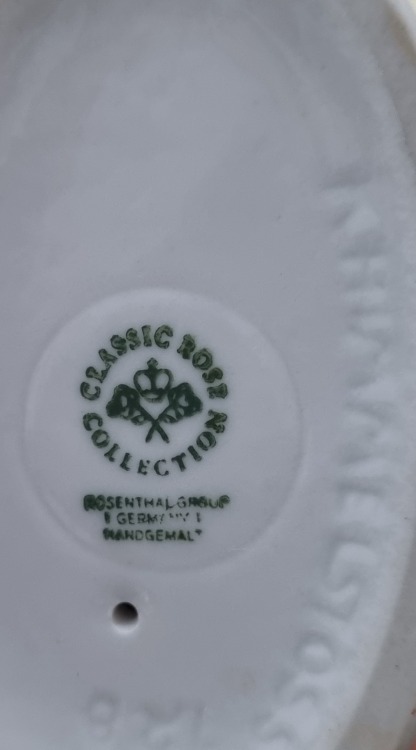 CLASSIC ROSE
COLLECTION
ROSENTHAL GROUP
GERMANY
HANDGEMALT